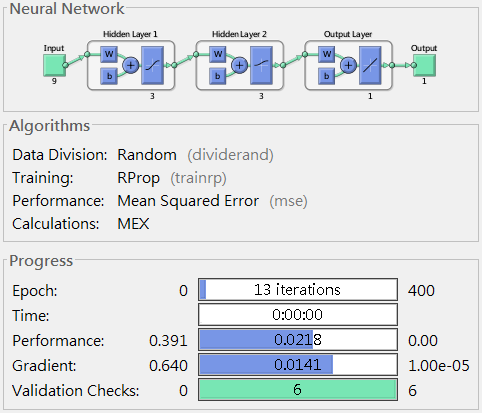 Neural Network
Hidden Layer 1 Hidden Layer 2 Output Layer
Input Output
W W W
+ + +
b b b
9 3 3 1 1
Algorithms
Data Division: Random (dividerand)
Training: RProp (trainrp)
Performance: Mean Squared Error (mse)
Calculations: MEX
Progress
Epoch: 0 13 iterations 400
Time: 0:00:00
Performance: 0.391 0.0218 0.00
Gradient: 0.640 0.0141 1.00e-05
Validation Checks: 0 6 6